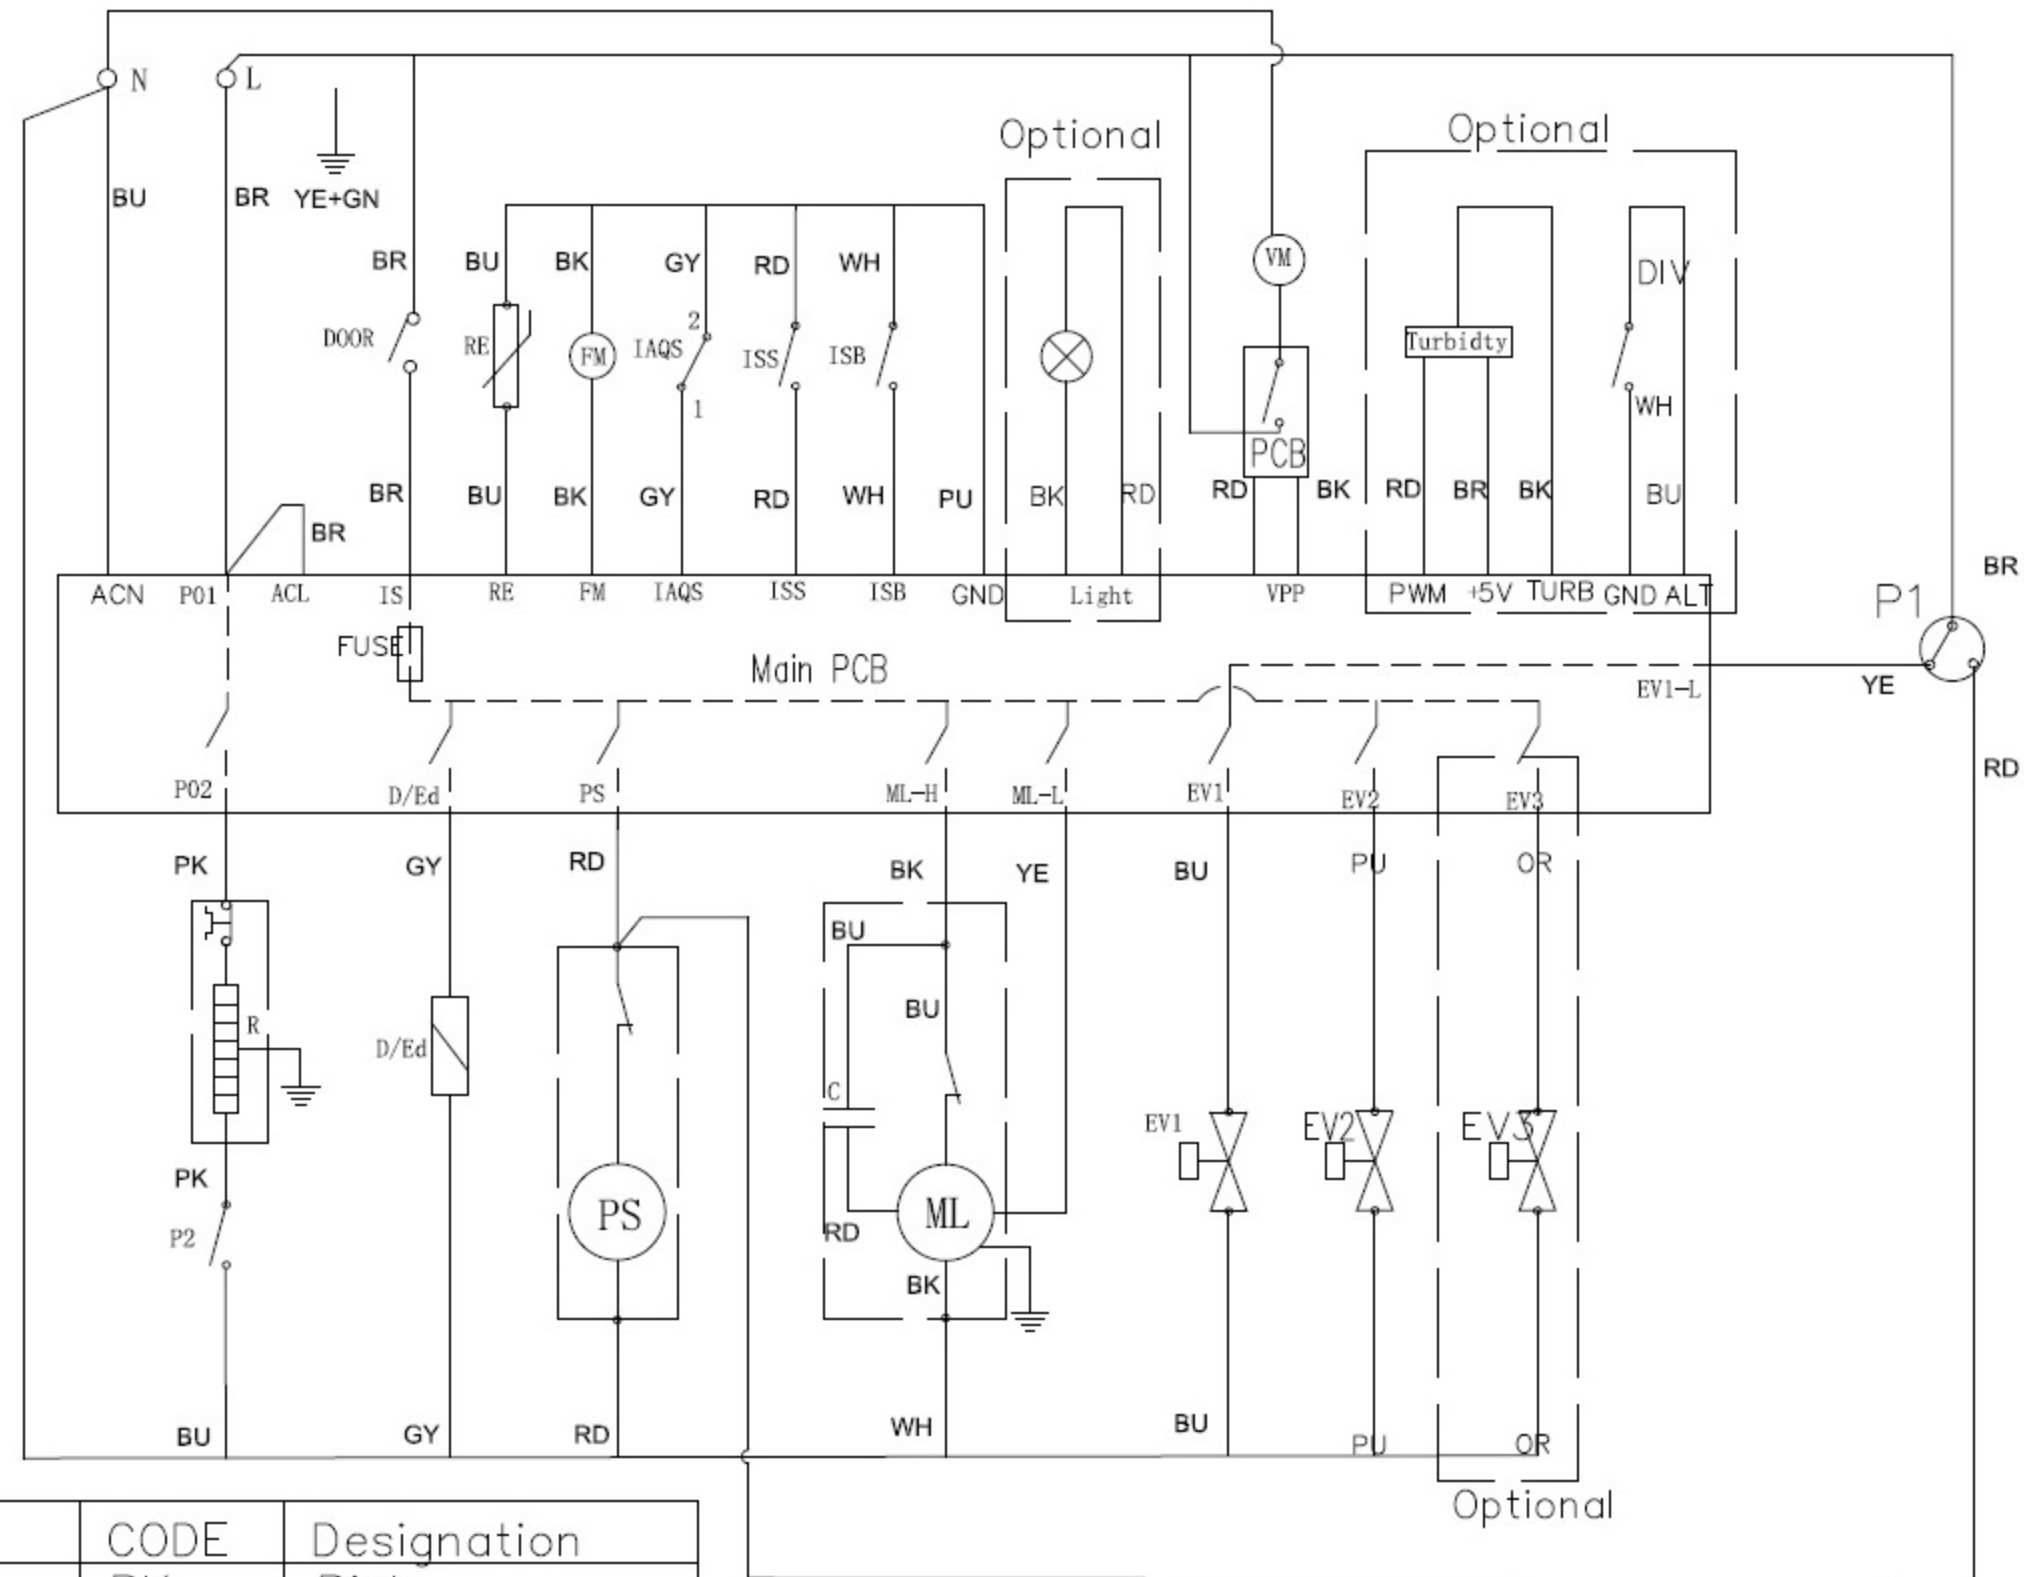 N L
Optional Optional
BU BR YE+GN
BR BU BK GY RD WH VM DIV
DOOR RE FM IAQS 2 ISS ISB Turbidty
1 WH
PCB
BR BU BK GY RD WH PU BK RD RD BK RD BR BK BU
BR
BR
ACN P01 ACL IS RE FM IAQS ISS ISB GND Light VPP PWM +5V TURB GND ALT
P1
FUSE Main PCB
EV1-L YE
RD
P02 D/Ed PS ML-H ML-L EV1 EV2 EV3
PK GY RD BK YE BU PU OR
BU
BU
R
D/Ed
C
EV1 EV2 EV3
PK
PS ML
P2 RD
BK
BU GY RD WH BU PU OR
Optional
CODE Designation